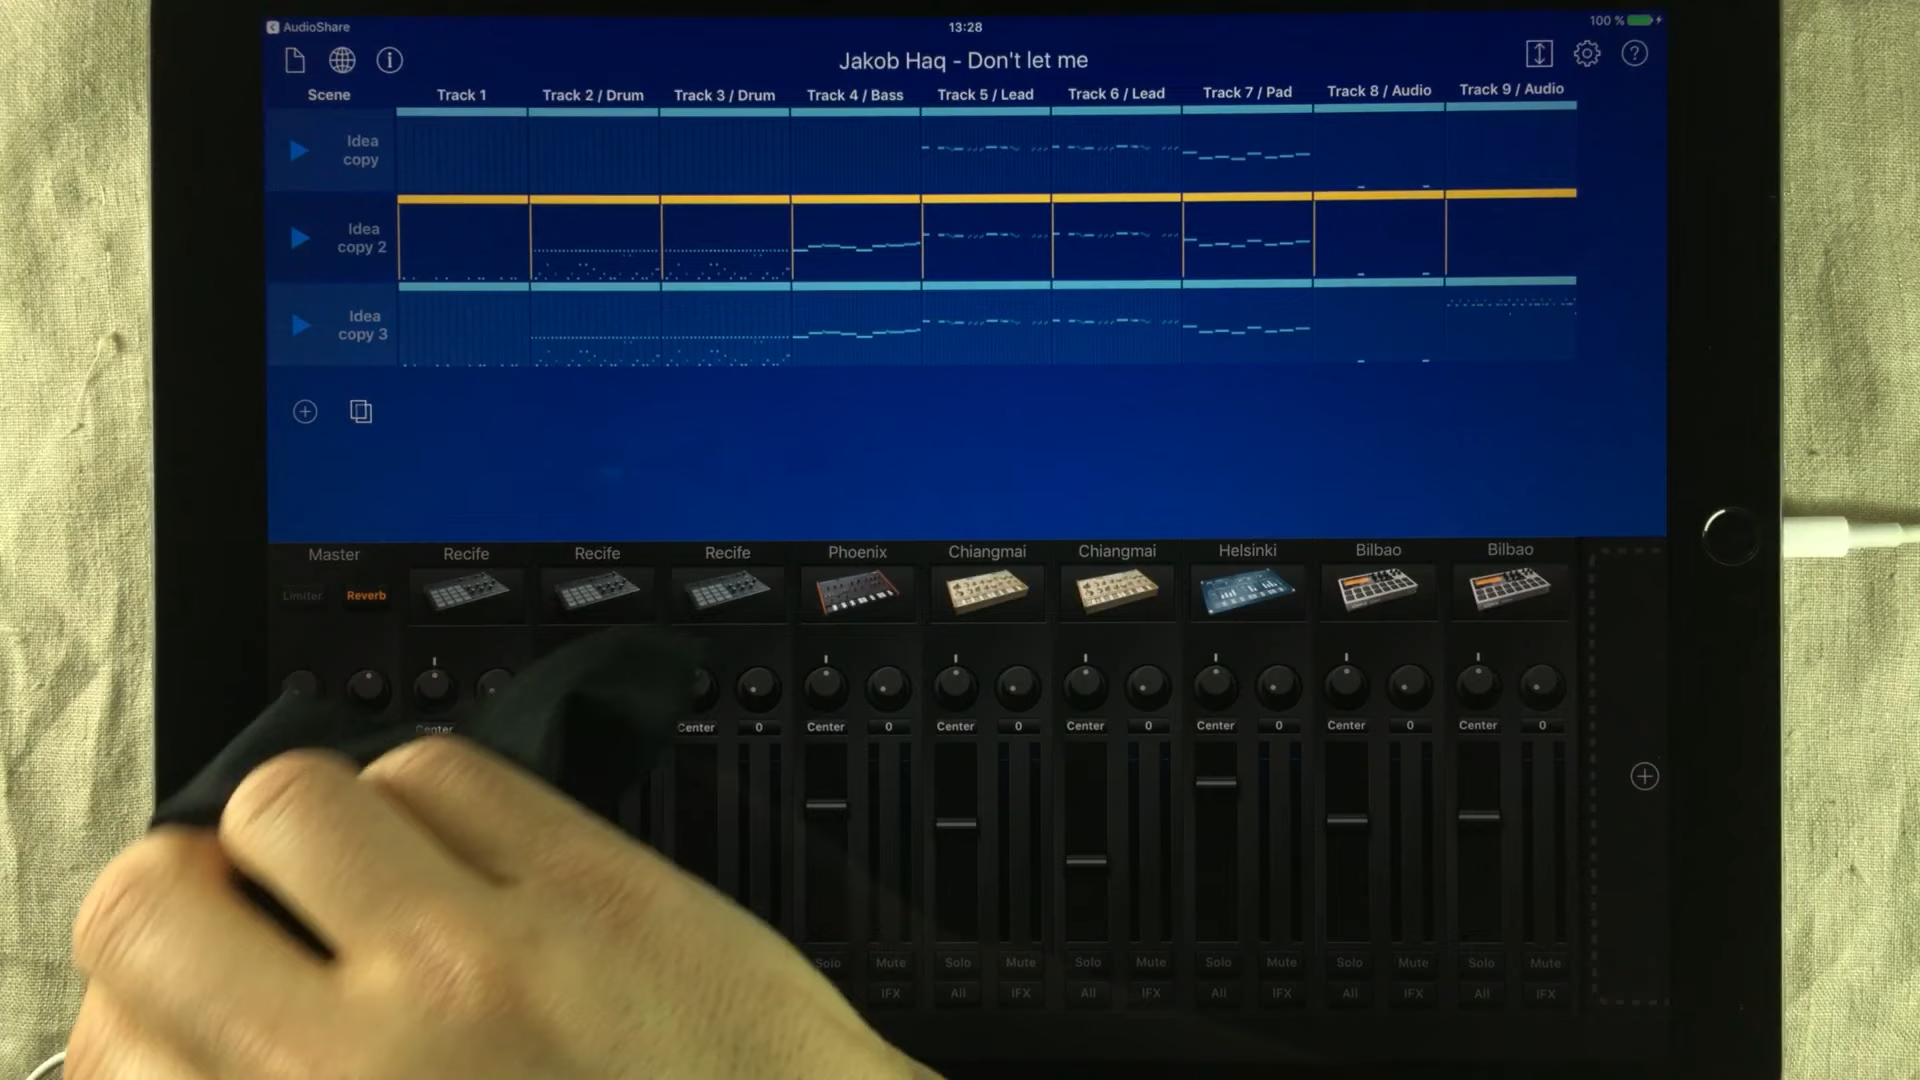 AudioShare
13:28
100 %
Jakob Haq - Don't let me
Scene
Track 1
Track 2 / Drum
Track 3 / Drum
Track 4 / Bass
Track 5 / Lead
Track 6 / Lead
Track 7 / Pad
Track 8 / Audio
Track 9 / Audio
Idea
copy
Idea
copy 2
Idea
copy 3
Master
Recife
Recife
Recife
Phoenix
Chiangmai
Chiangmai
Helsinki
Bilbao
Bilbao
Limiter
Reverb
Center
Center
0
Center
0
Center
0
Center
0
Center
0
Center
0
Center
0
Solo
Mute
Solo
Mute
Solo
Mute
Solo
Mute
Solo
Mute
Solo
Mute
IFX
All
IFX
All
IFX
All
IFX
All
IFX
All
IFX